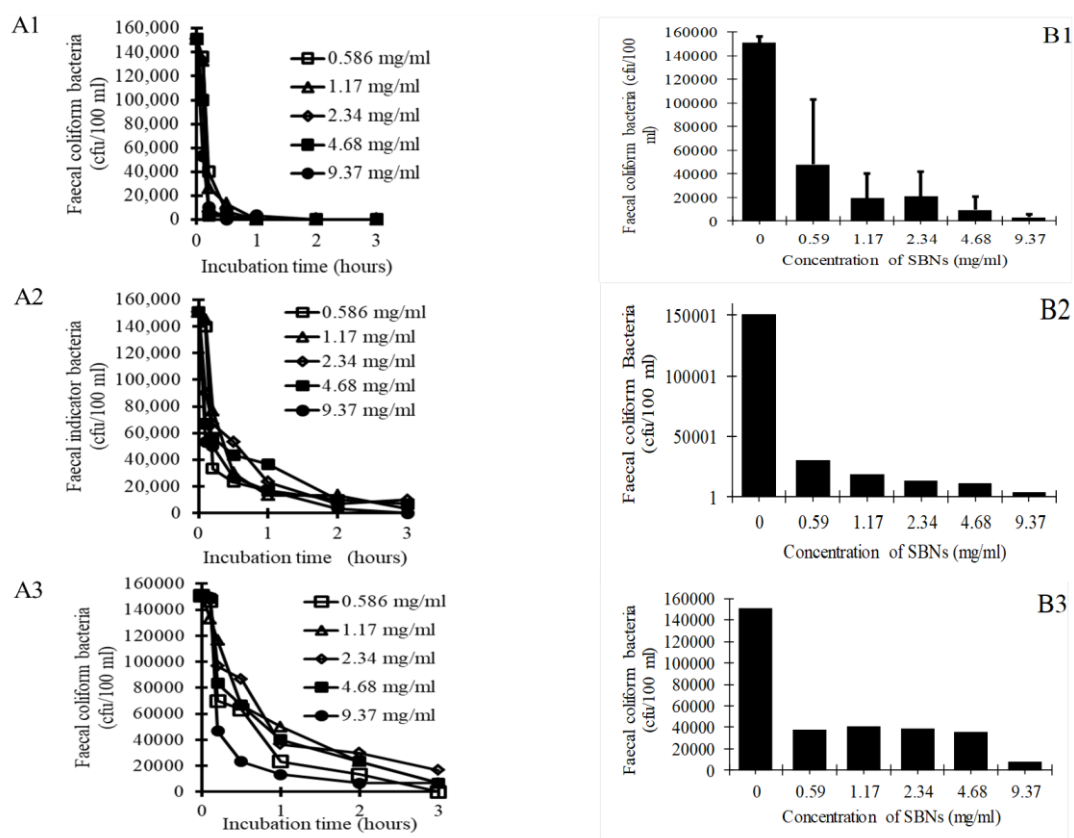 A1
Faecal coliform bacteria
(cfu/100 ml)
160,000
140,000
120,000
100,000
80,000
60,000
40,000
20,000
0
0.586 mg/ml
1.17 mg/ml
2.34 mg/ml
4.68 mg/ml
9.37 mg/ml
0 1 2 3
Incubation time (hours)
B1
Faecal coliform bacteria (cfu/100
ml)
160000
140000
120000
100000
80000
60000
40000
20000
0
0 0.59 1.17 2.34 4.68 9.37
Concentration of SBNs (mg/ml)
A2
Faecal indicator bacteria
(cfu/100 ml)
160,000
140,000
120,000
100,000
80,000
60,000
40,000
20,000
0
0.586 mg/ml
1.17 mg/ml
2.34 mg/ml
4.68 mg/ml
9.37 mg/ml
0 1 2 3
Incubation time (hours)
B2
Faecal coliform Bacteria
(cfu/100 ml)
150001
100001
50001
1
0 0.59 1.17 2.34 4.68 9.37
Concentration of SBNs (mg/ml)
A3
Faecal coliform bacteria
(cfu/100 ml)
160000
140000
120000
100000
80000
60000
40000
20000
0
0.586 mg/ml
1.17 mg/ml
2.34 mg/ml
4.68 mg/ml
9.37 mg/ml
0 1 2 3
Incubation time (hours)
B3
Faecal coliform bacteria
(cfu/100 ml)
160000
140000
120000
100000
80000
60000
40000
20000
0
0 0.59 1.17 2.34 4.68 9.37
Concentration of SBNs (mg/ml)